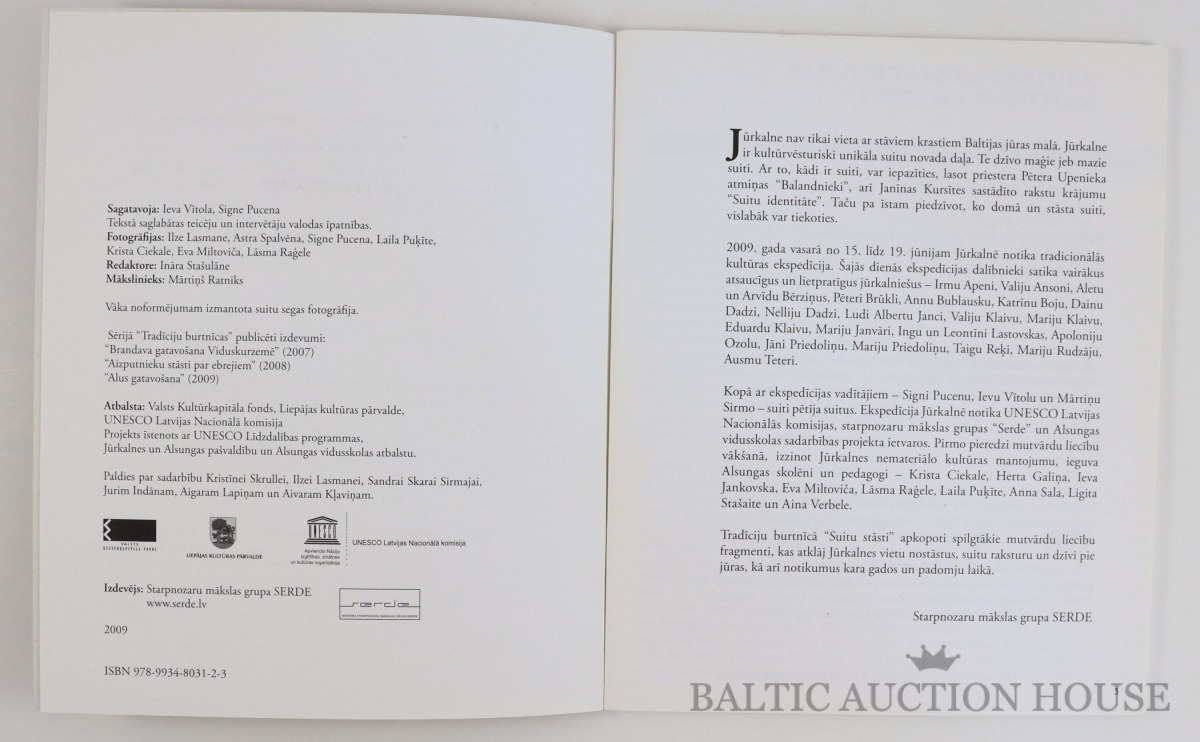 Sagatavoja: Ieva Vītola, Signe Pucena
Tekstā saglabātas teicēju un intervētāju valodas īpatnības.
Fotogrāfijas: Ilze Lasmane, Astra Spalvēna, Signe Pucena, Laila Puķīte,
Krista Ciekale, Eva Miltoviča, Lāsma Raģele
Redaktore: Ināra Stašulāne
Mākslinieks: Mārtiņš Ratniks
Vāka noformējumam izmantota suitu segas fotogrāfija.
Sērijā “Tradīciju burtnīcas” publicēti izdevumi:
“Brandava gatavošana Viduskurzemē” (2007)
“Aizputnieku stāsti par ebrejiem” (2008)
“Alus gatavošana” (2009)
Atbalsta: Valsts Kultūrkapitāla fonds, Liepājas kultūras pārvalde,
UNESCO Latvijas Nacionālā komisija
Projekts īstenots ar UNESCO Līdzdalības programmas,
Jūrkalnes un Alsungas pašvaldību un Alsungas vidusskolas atbalstu.
Paldies par sadarbību Kristīnei Skrullei, Ilzei Lasmanei, Sandrai Skarai Sirmajai,
Jurim Indānam, Aigaram Lapiņam un Aivaram Kļaviņam.
VALSTS
KULTŪRKAPITĀLA FONDS
LIEPĀJAS KULTŪRAS PĀRVALDE
UNESCO
Apvienoto Nāciju
Izglītības, zinātnes
un kultūras organizācija
UNESCO Latvijas Nacionālā komisija
Izdevējs: Starpnozaru mākslas grupa SERDE
www.serde.lv
serde
2009
ISBN 978-9934-8031-2-3
Jūrkalne nav tikai vieta ar stāviem krastiem Baltijas jūras malā. Jūrkalne
ir kultūrvēsturiski unikāla suitu novada daļa. Te dzīvo maģie jeb mazie
suiti. Ar to, kādi ir suiti, var iepazīties, lasot priestera Pētera Upenieka
atmiņas “Balandnieki”, arī Janīnas Kursītes sastādīto rakstu krājumu
“Suitu identitāte”. Taču pa īstam piedzīvot, ko domā un stāsta suiti,
vislabāk var tiekoties.
2009. gada vasarā no 15. līdz 19. jūnijam Jūrkalnē notika tradicionālās
kultūras ekspedīcija. Šajās dienās ekspedīcijas dalībnieki satika vairākus
atsaucīgus un lietpratīgus jūrkalniešus – Irmu Apeni, Valiju Ansoni, Aletu
un Arvīdu Bērziņus, Pēteri Brūkli, Annu Bublausku, Katrīnu Boju, Dainu
Dadzi, Nelliju Dadzi, Ludi Albertu Janci, Valiju Klaivu, Mariju Klaivu,
Eduardu Klaivu, Mariju Janvāri, Ingu un Leontīni Lastovskas, Apoloniju
Ozolu, Jāni Priedoliņu, Mariju Priedoliņu, Taigu Reķi, Mariju Rudzāju,
Ausmu Teteri.
Kopā ar ekspedīcijas vadītājiem – Signi Pucenu, Ievu Vītolu un Mārtiņu
Sirmo – suiti pētīja suitus. Ekspedīcija Jūrkalnē notika UNESCO Latvijas
Nacionālās komisijas, starpnozaru mākslas grupas “Serde” un Alsungas
vidusskolas sadarbības projekta ietvaros. Pirmo pieredzi mutvārdu liecību
vākšanā, izzinot Jūrkalnes nemateriālo kultūras mantojumu, ieguva
Alsungas skolēni un pedagogi – Krista Ciekale, Herta Galiņa, Ieva
Jankovska, Eva Miltoviča, Lāsma Raģele, Laila Puķīte, Anna Sala, Ligita
Stašaite un Aina Verbele.
Tradīciju burtnīcā “Suitu stāsti” apkopoti spilgtākie mutvārdu liecību
fragmenti, kas atklāj Jūrkalnes vietu nostāstus, suitu raksturu un dzīvi pie
jūras, kā arī notikumus kara gados un padomju laikā.
Starpnozaru mākslas grupa SERDE
3
BALTIC AUCTION HOUSE